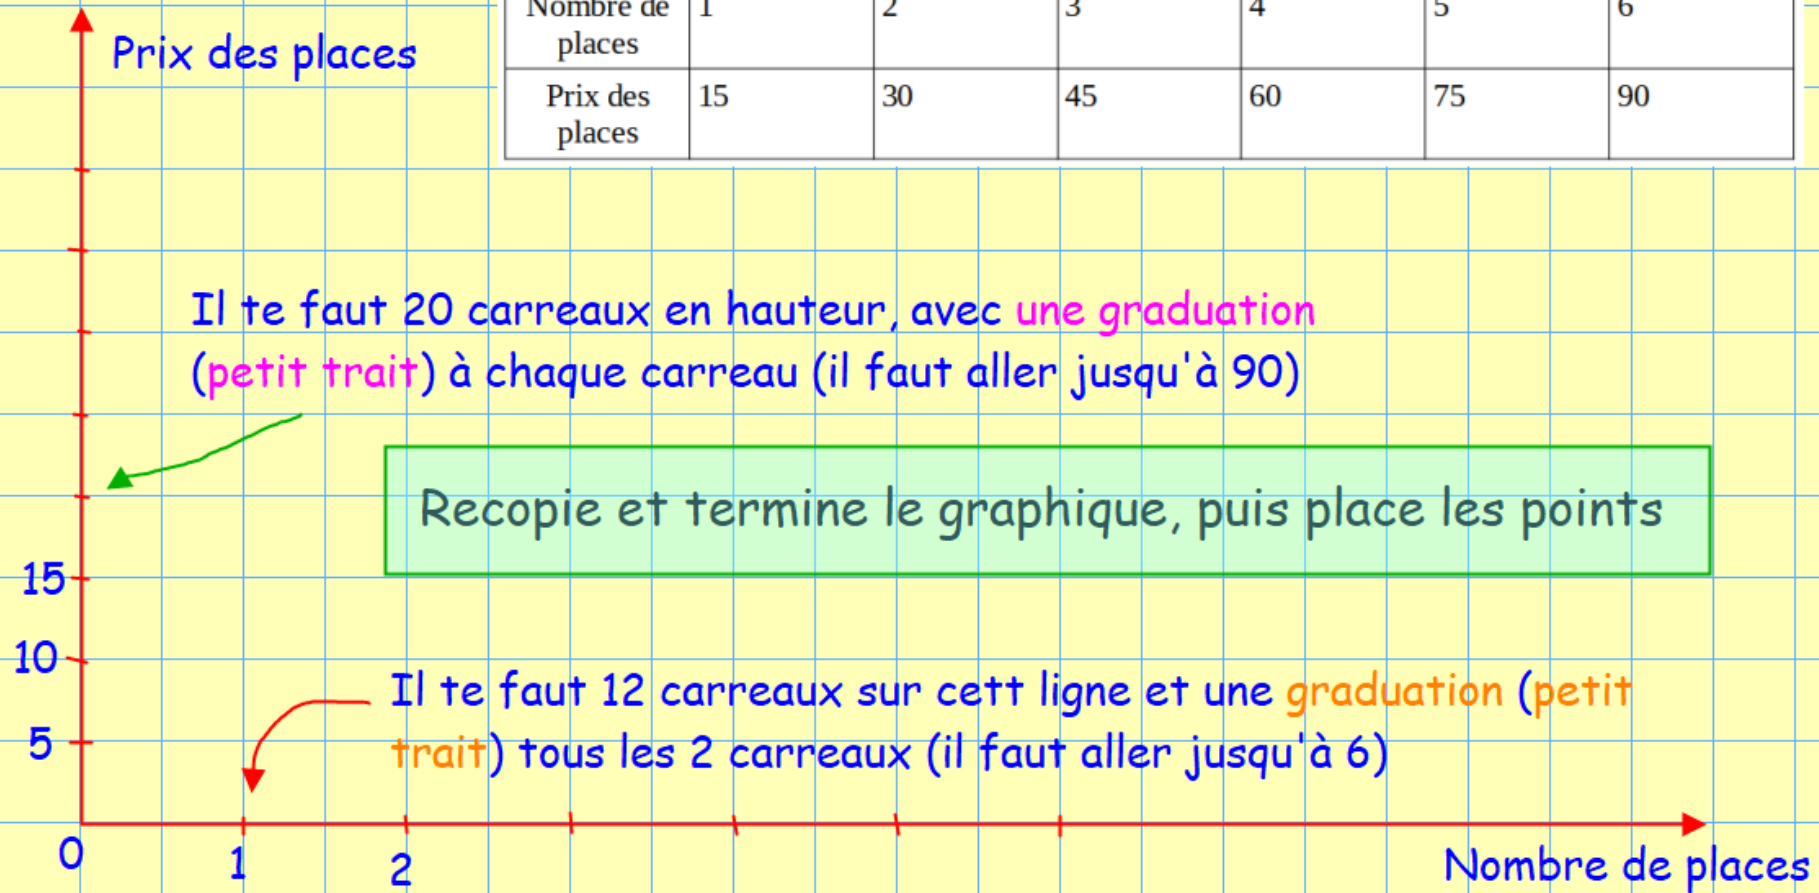 Prix des places
Nombre de places 1 2 3 4 5 6
Prix des places 15 30 45 60 75 90
Il te faut 20 carreaux en hauteur, avec une graduation
(petit trait) à chaque carreau (il faut aller jusqu'à 90)
Recopie et termine le graphique, puis place les points
15
10
Il te faut 12 carreaux sur cett ligne et une graduation (petit
trait) tous les 2 carreaux (il faut aller jusqu'à 6)
5
0
1
2
Nombre de places